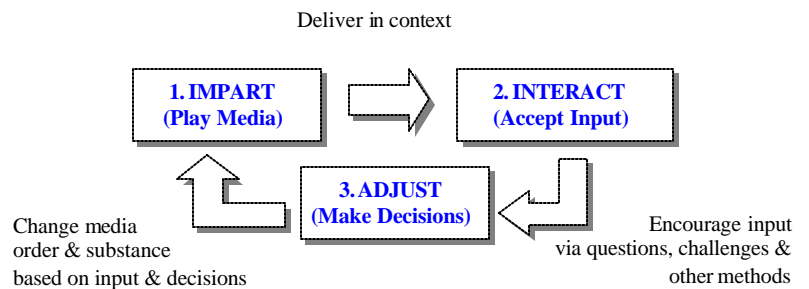 Deliver in context
1. IMPART
(Play Media)
2. INTERACT
(Accept Input)
3. ADJUST
(Make Decisions)
Change media
order & substance
based on input & decisions
Encourage input
via questions, challenges &
other methods